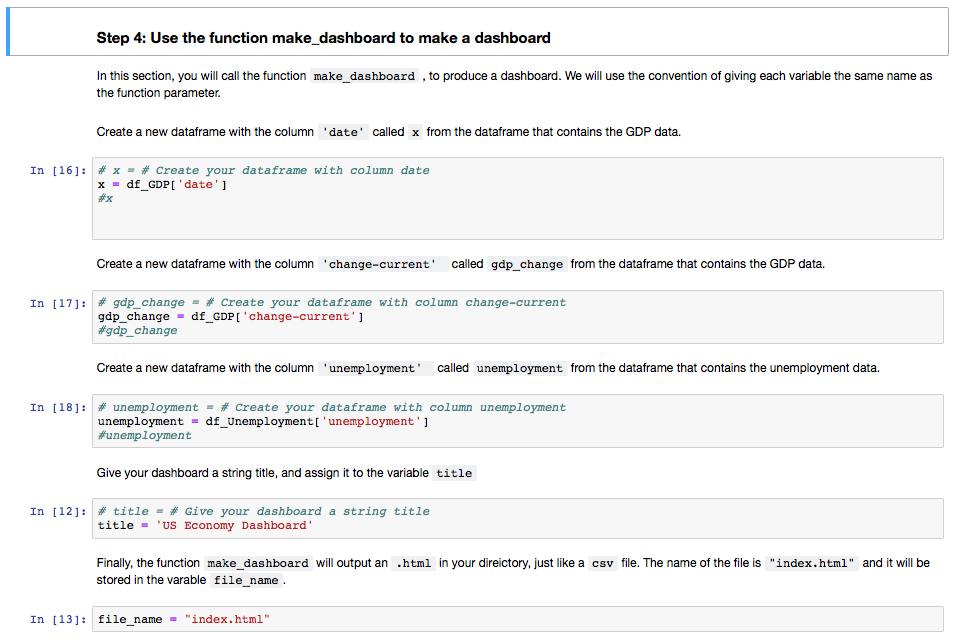 Step 4: Use the function make_dashboard to make a dashboard
In this section, you will call the function make_dashboard , to produce a dashboard. We will use the convention of giving each variable the same name as
the function parameter.
Create a new dataframe with the column 'date' called x from the dataframe that contains the GDP data.
In [16]: # x = # Create your dataframe with column date
x = df_GDP['date']
#x
Create a new dataframe with the column 'change-current' called gdp_change from the dataframe that contains the GDP data.
In [17]: # gdp_change = # Create your dataframe with column change-current
gdp_change = df_GDP['change-current']
#gdp_change
Create a new dataframe with the column 'unemployment' called unemployment from the dataframe that contains the unemployment data.
In [18]: # unemployment = # Create your dataframe with column unemployment
unemployment = df_Unemployment['unemployment']
#unemployment
Give your dashboard a string title, and assign it to the variable title
In [12]: # title = # Give your dashboard a string title
title = 'US Economy Dashboard'
Finally, the function make_dashboard will output an .html in your direictory, just like a csv file. The name of the file is "index.html" and it will be
stored in the variable file_name .
In [13]: file_name = "index.html"